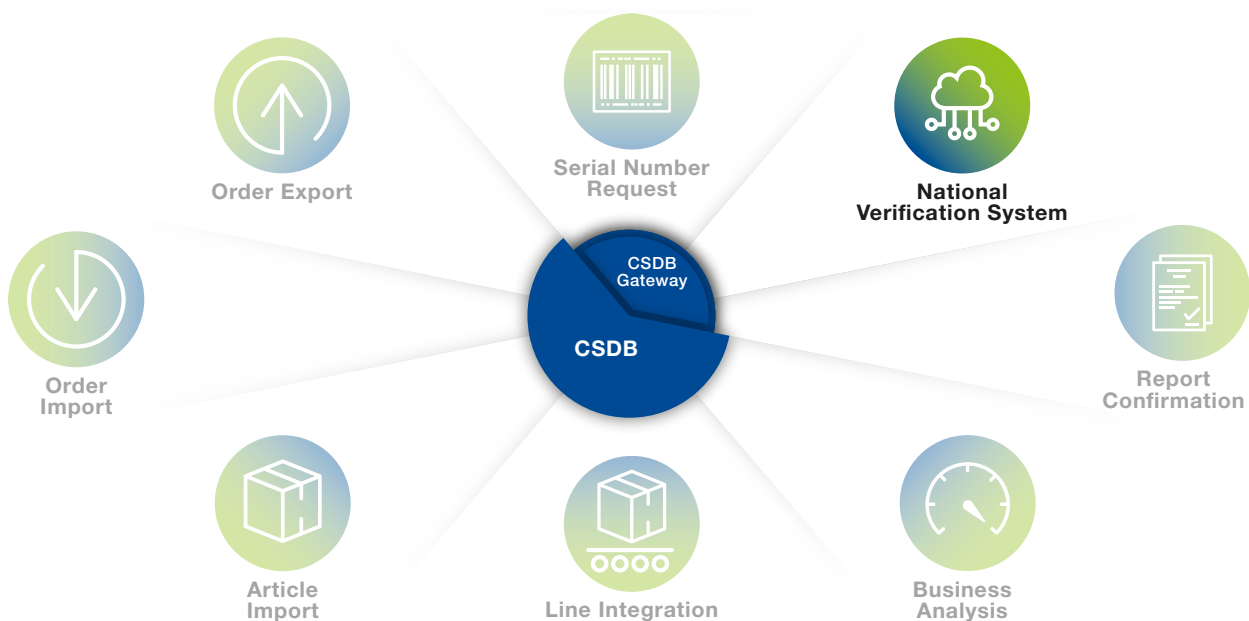 Serial Number
Request
Order Export
National
Verification System
CSDB
Gateway
CSDB
Order
Import
Report
Confirmation
Article
Import
Line Integration
Business
Analysis